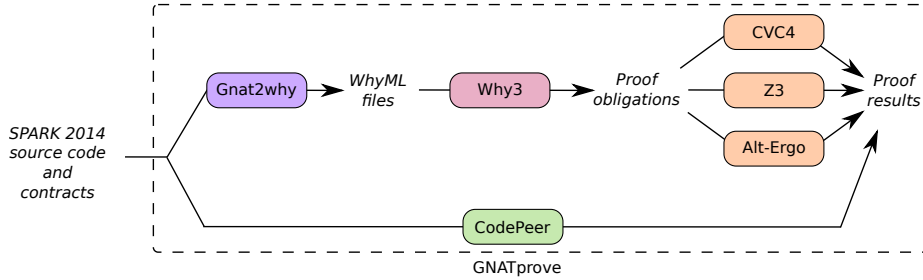 SPARK 2014
source code
and
contracts
Gnat2why
WhyML
files
Why3
Proof
obligations
CVC4
Z3
Alt-Ergo
Proof
results
CodePeer
GNATprove